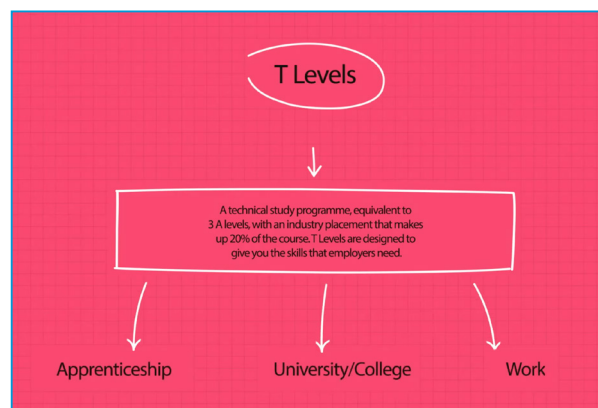 T Levels
A technical study programme, equivalent to
3 A levels, with an industry placement that makes
up 20% of the course. T Levels are designed to
give you the skills that employers need.
Apprenticeship
University/College
Work